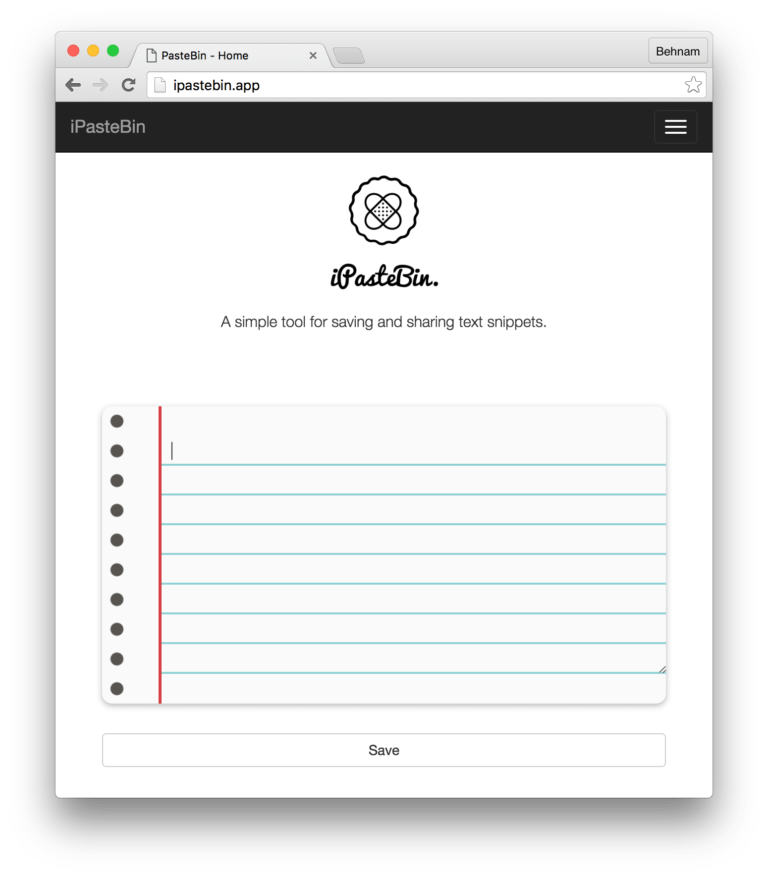 PasteBin - Home
Behnam
ipastebin.app
iPasteBin
iPasteBin.
A simple tool for saving and sharing text snippets.
Save